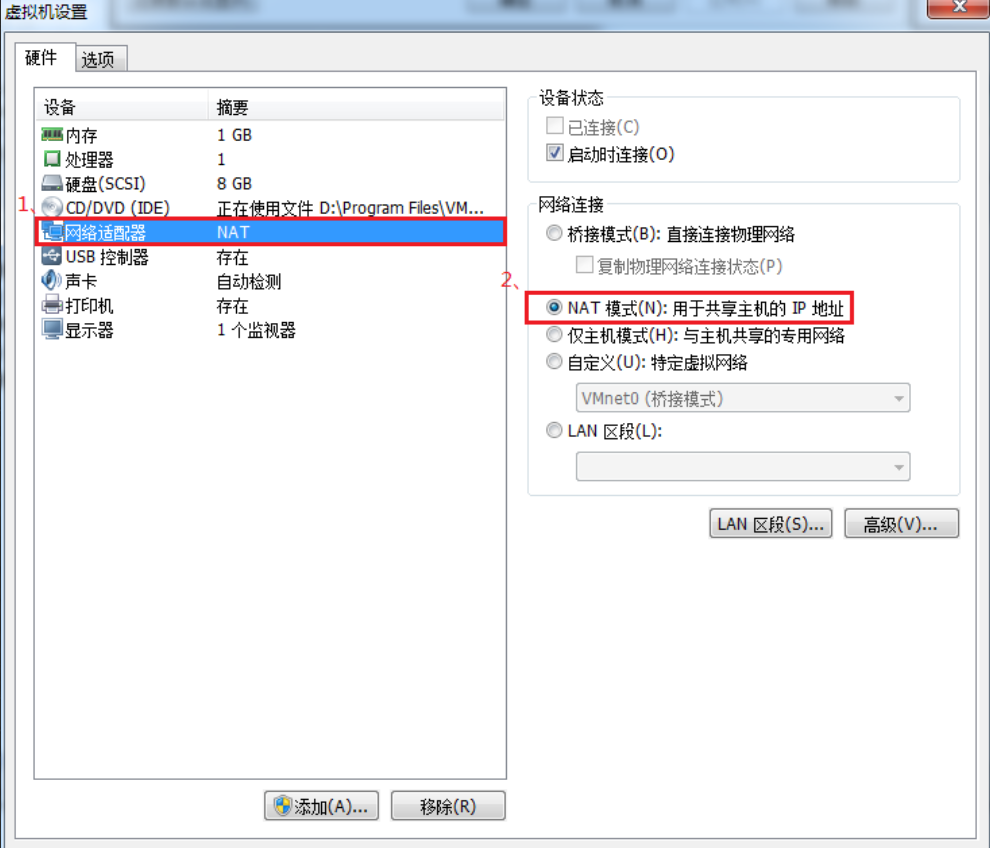 虚拟机设置
硬件 选项
设备 摘要
内存 1 GB
处理器 1
硬盘(SCSI) 8 GB
1、
CD/DVD (IDE) 正在使用文件 D:\Program Files\VM...
网络适配器 NAT
USB 控制器 存在
声卡 自动检测
打印机 存在
显示器 1 个监视器
添加(A)... 移除(R)
设备状态
已连接(C)
启动时连接(O)
网络连接
桥接模式(B): 直接连接物理网络
复制物理网络连接状态(P)
2、
NAT 模式(N): 用于共享主机的 IP 地址
仅主机模式(H): 与主机共享的专用网络
自定义(U): 特定虚拟网络
VMnet0 (桥接模式)
LAN 区段(L):
LAN 区段(S)... 高级(V)...